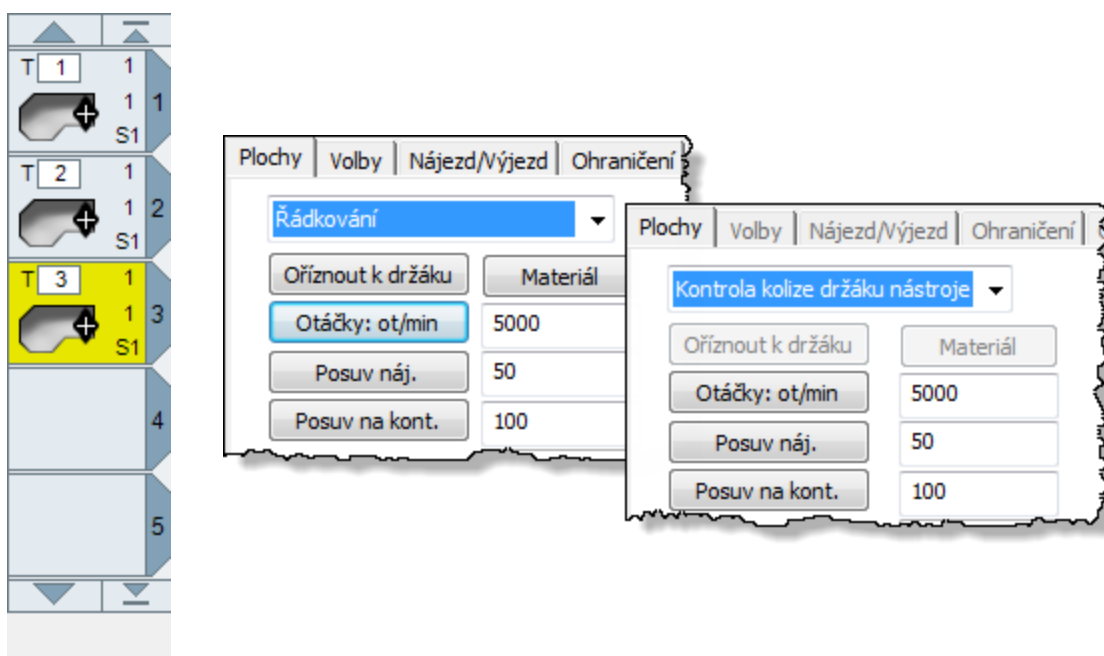 T 1 1
1 1
S1
T 2 1
1 2
S1
T 3 1
1 3
S1
4
5
Plochy Volby Nájezd/Výjezd Ohraničení
Řádkování
Oříznout k držáku Materiál
Otáčky: ot/min 5000
Posuv náj. 50
Posuv na kont. 100
Plochy Volby Nájezd/Výjezd Ohraničení
Kontrola kolize držáku nástroje
Oříznout k držáku Materiál
Otáčky: ot/min 5000
Posuv náj. 50
Posuv na kont. 100